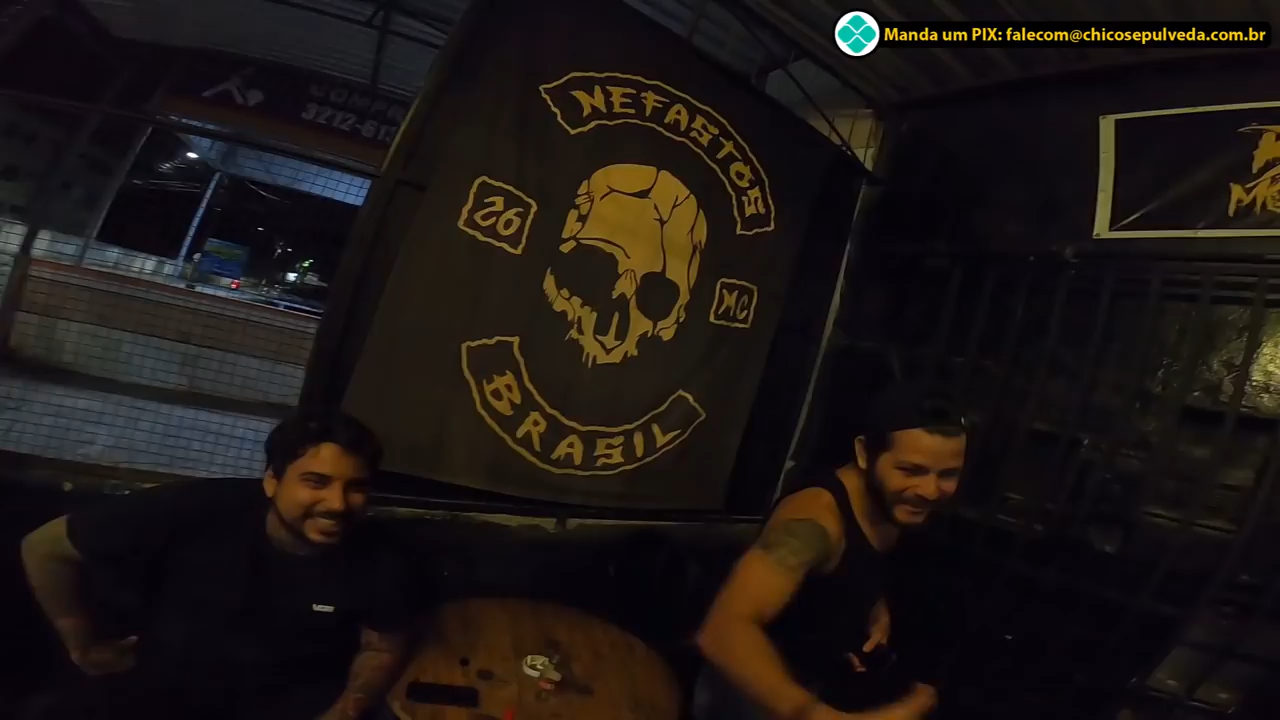 Manda um PIX: falecom@chicosepulveda.com.br
NEFASTOS
26
MC
BRASIL
3212-61